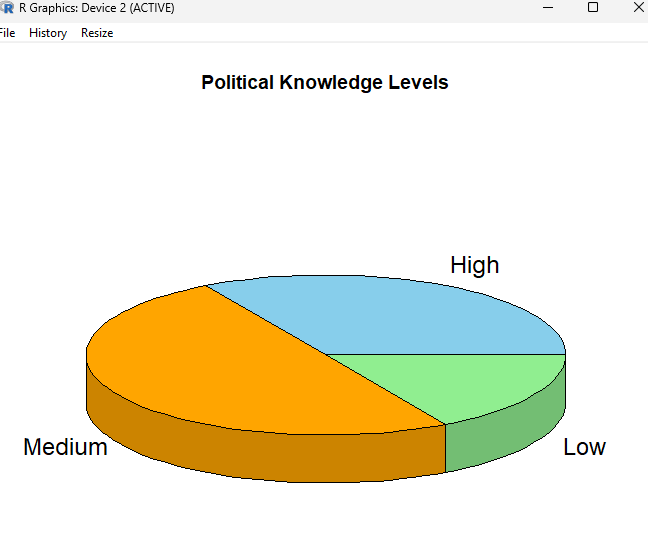 R Graphics: Device 2 (ACTIVE)
File History Resize
Political Knowledge Levels
High
Medium
Low